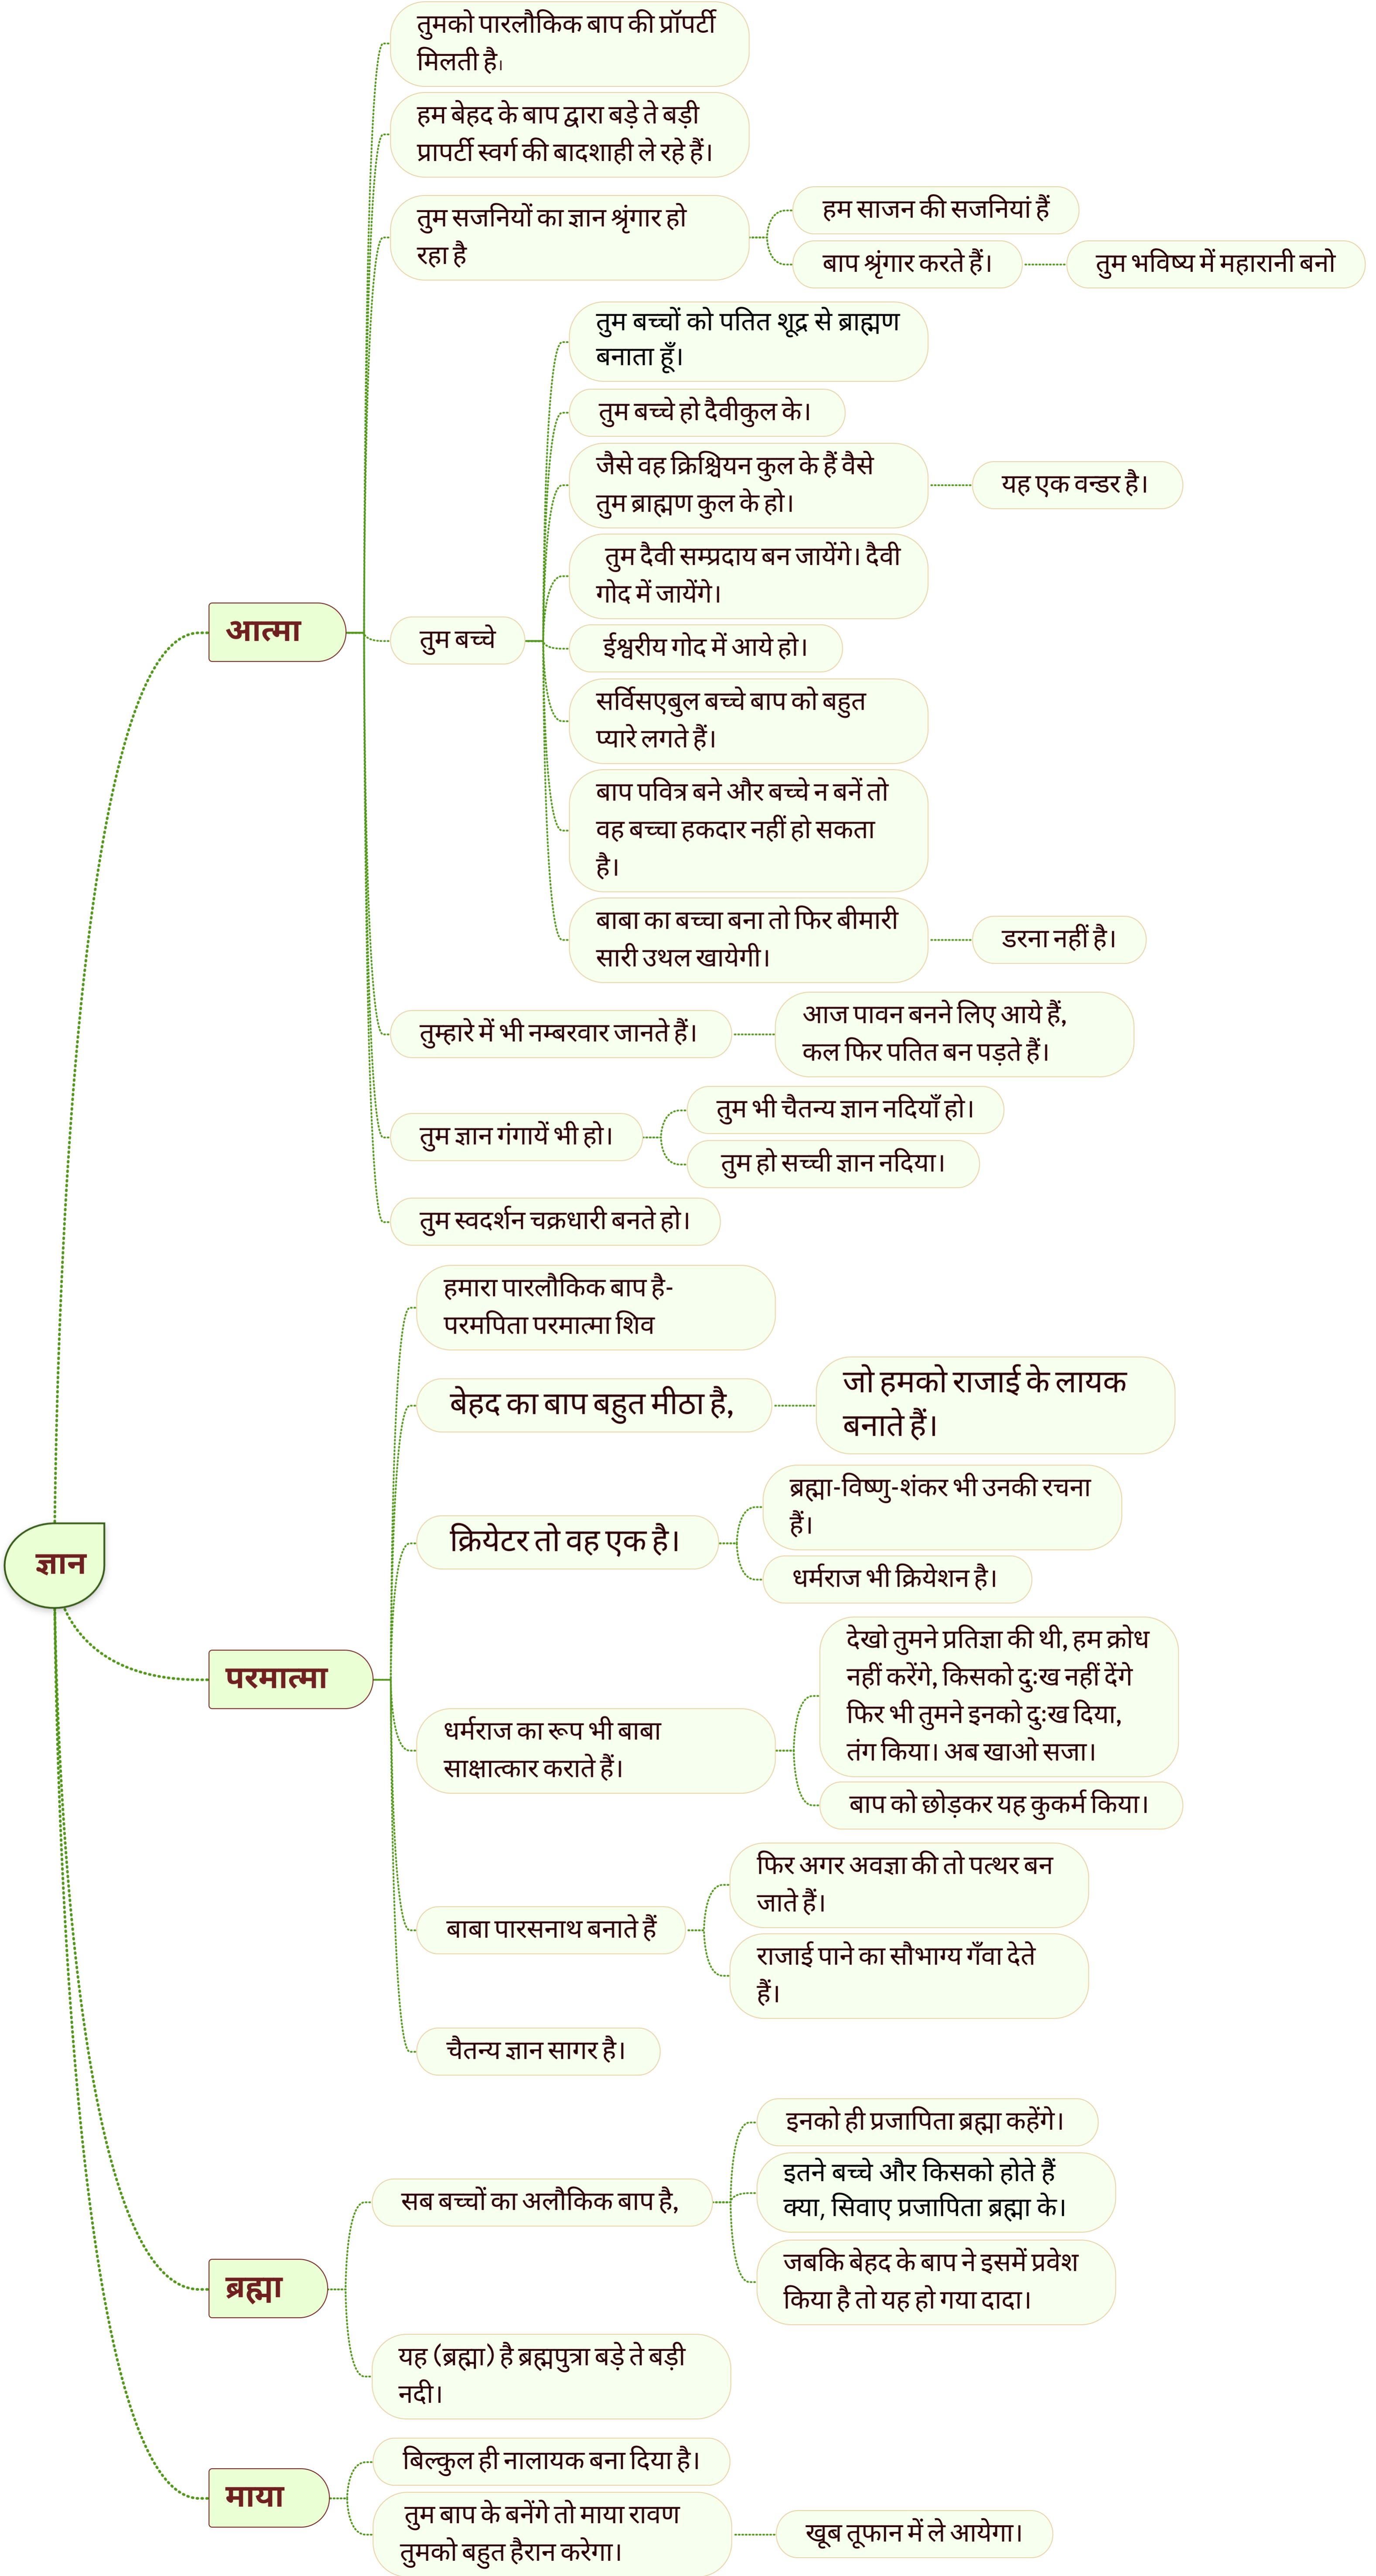 तुमको पारलौकिक बाप की प्रॉपर्टी
मिलती है।
हम बेहद के बाप द्वारा बड़े ते बड़ी
प्रापर्टी स्वर्ग की बादशाही ले रहे हैं।
तुम सजनियों का ज्ञान श्रृंगार हो
रहा है
हम साजन की सजनियां हैं
बाप श्रृंगार करते हैं।
तुम भविष्य में महारानी बनो
तुम बच्चों को पतित शूद्र से ब्राह्मण
बनाता हूँ।
तुम बच्चे हो दैवीकुल के।
जैसे वह क्रिश्चियन कुल के हैं वैसे
तुम ब्राह्मण कुल के हो।
यह एक वन्डर है।
तुम दैवी सम्प्रदाय बन जायेंगे। दैवी
गोद में जायेंगे।
आत्मा
तुम बच्चे
ईश्वरीय गोद में आये हो।
सर्विसएबुल बच्चे बाप को बहुत
प्यारे लगते हैं।
बाप पवित्र बने और बच्चे न बनें तो
वह बच्चा हकदार नहीं हो सकता
है।
बाबा का बच्चा बना तो फिर बीमारी
सारी उथल खायेगी।
डरना नहीं है।
तुम्हारे में भी नम्बरवार जानते हैं।
आज पावन बनने लिए आये हैं,
कल फिर पतित बन पड़ते हैं।
तुम ज्ञान गंगायें भी हो।
तुम भी चैतन्य ज्ञान नदियाँ हो।
तुम हो सच्ची ज्ञान नदिया।
तुम स्वदर्शन चक्रधारी बनते हो।
हमारा पारलौकिक बाप है-
परमपिता परमात्मा शिव
बेहद का बाप बहुत मीठा है,
जो हमको राजाई के लायक
बनाते हैं।
क्रियेटर तो वह एक है।
ब्रह्मा-विष्णु-शंकर भी उनकी रचना
हैं।
धर्मराज भी क्रियेशन है।
ज्ञान
परमात्मा
धर्मराज का रूप भी बाबा
साक्षात्कार कराते हैं।
देखो तुमने प्रतिज्ञा की थी, हम क्रोध
नहीं करेंगे, किसको दुःख नहीं देंगे
फिर भी तुमने इनको दुःख दिया,
तंग किया। अब खाओ सजा।
बाप को छोड़कर यह कुकर्म किया।
बाबा पारसनाथ बनाते हैं
फिर अगर अवज्ञा की तो पत्थर बन
जाते हैं।
राजाई पाने का सौभाग्य गँवा देते
हैं।
चैतन्य ज्ञान सागर है।
ब्रह्मा
सब बच्चों का अलौकिक बाप है,
इनको ही प्रजापिता ब्रह्मा कहेंगे।
इतने बच्चे और किसको होते हैं
क्या, सिवाए प्रजापिता ब्रह्मा के।
जबकि बेहद के बाप ने इसमें प्रवेश
किया है तो यह हो गया दादा।
यह (ब्रह्मा) है ब्रह्मपुत्रा बड़े ते बड़ी
नदी।
माया
बिल्कुल ही नालायक बना दिया है।
तुम बाप के बनेंगे तो माया रावण
तुमको बहुत हैरान करेगा।
खूब तूफान में ले आयेगा।